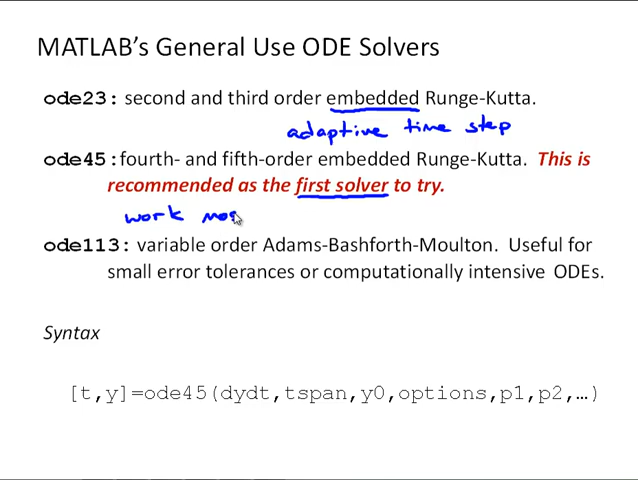 MATLAB's General Use ODE Solvers
ode23: second and third order embedded Runge-Kutta.
adaptive time step
ode45:fourth- and fifth-order embedded Runge-Kutta. This is
recommended as the first solver to try.
work mos
ode113: variable order Adams-Bashforth-Moulton. Useful for
small error tolerances or computationally intensive ODEs.
Syntax
[t,y]=ode45(dydt,tspan,y0,options,p1,p2,…)